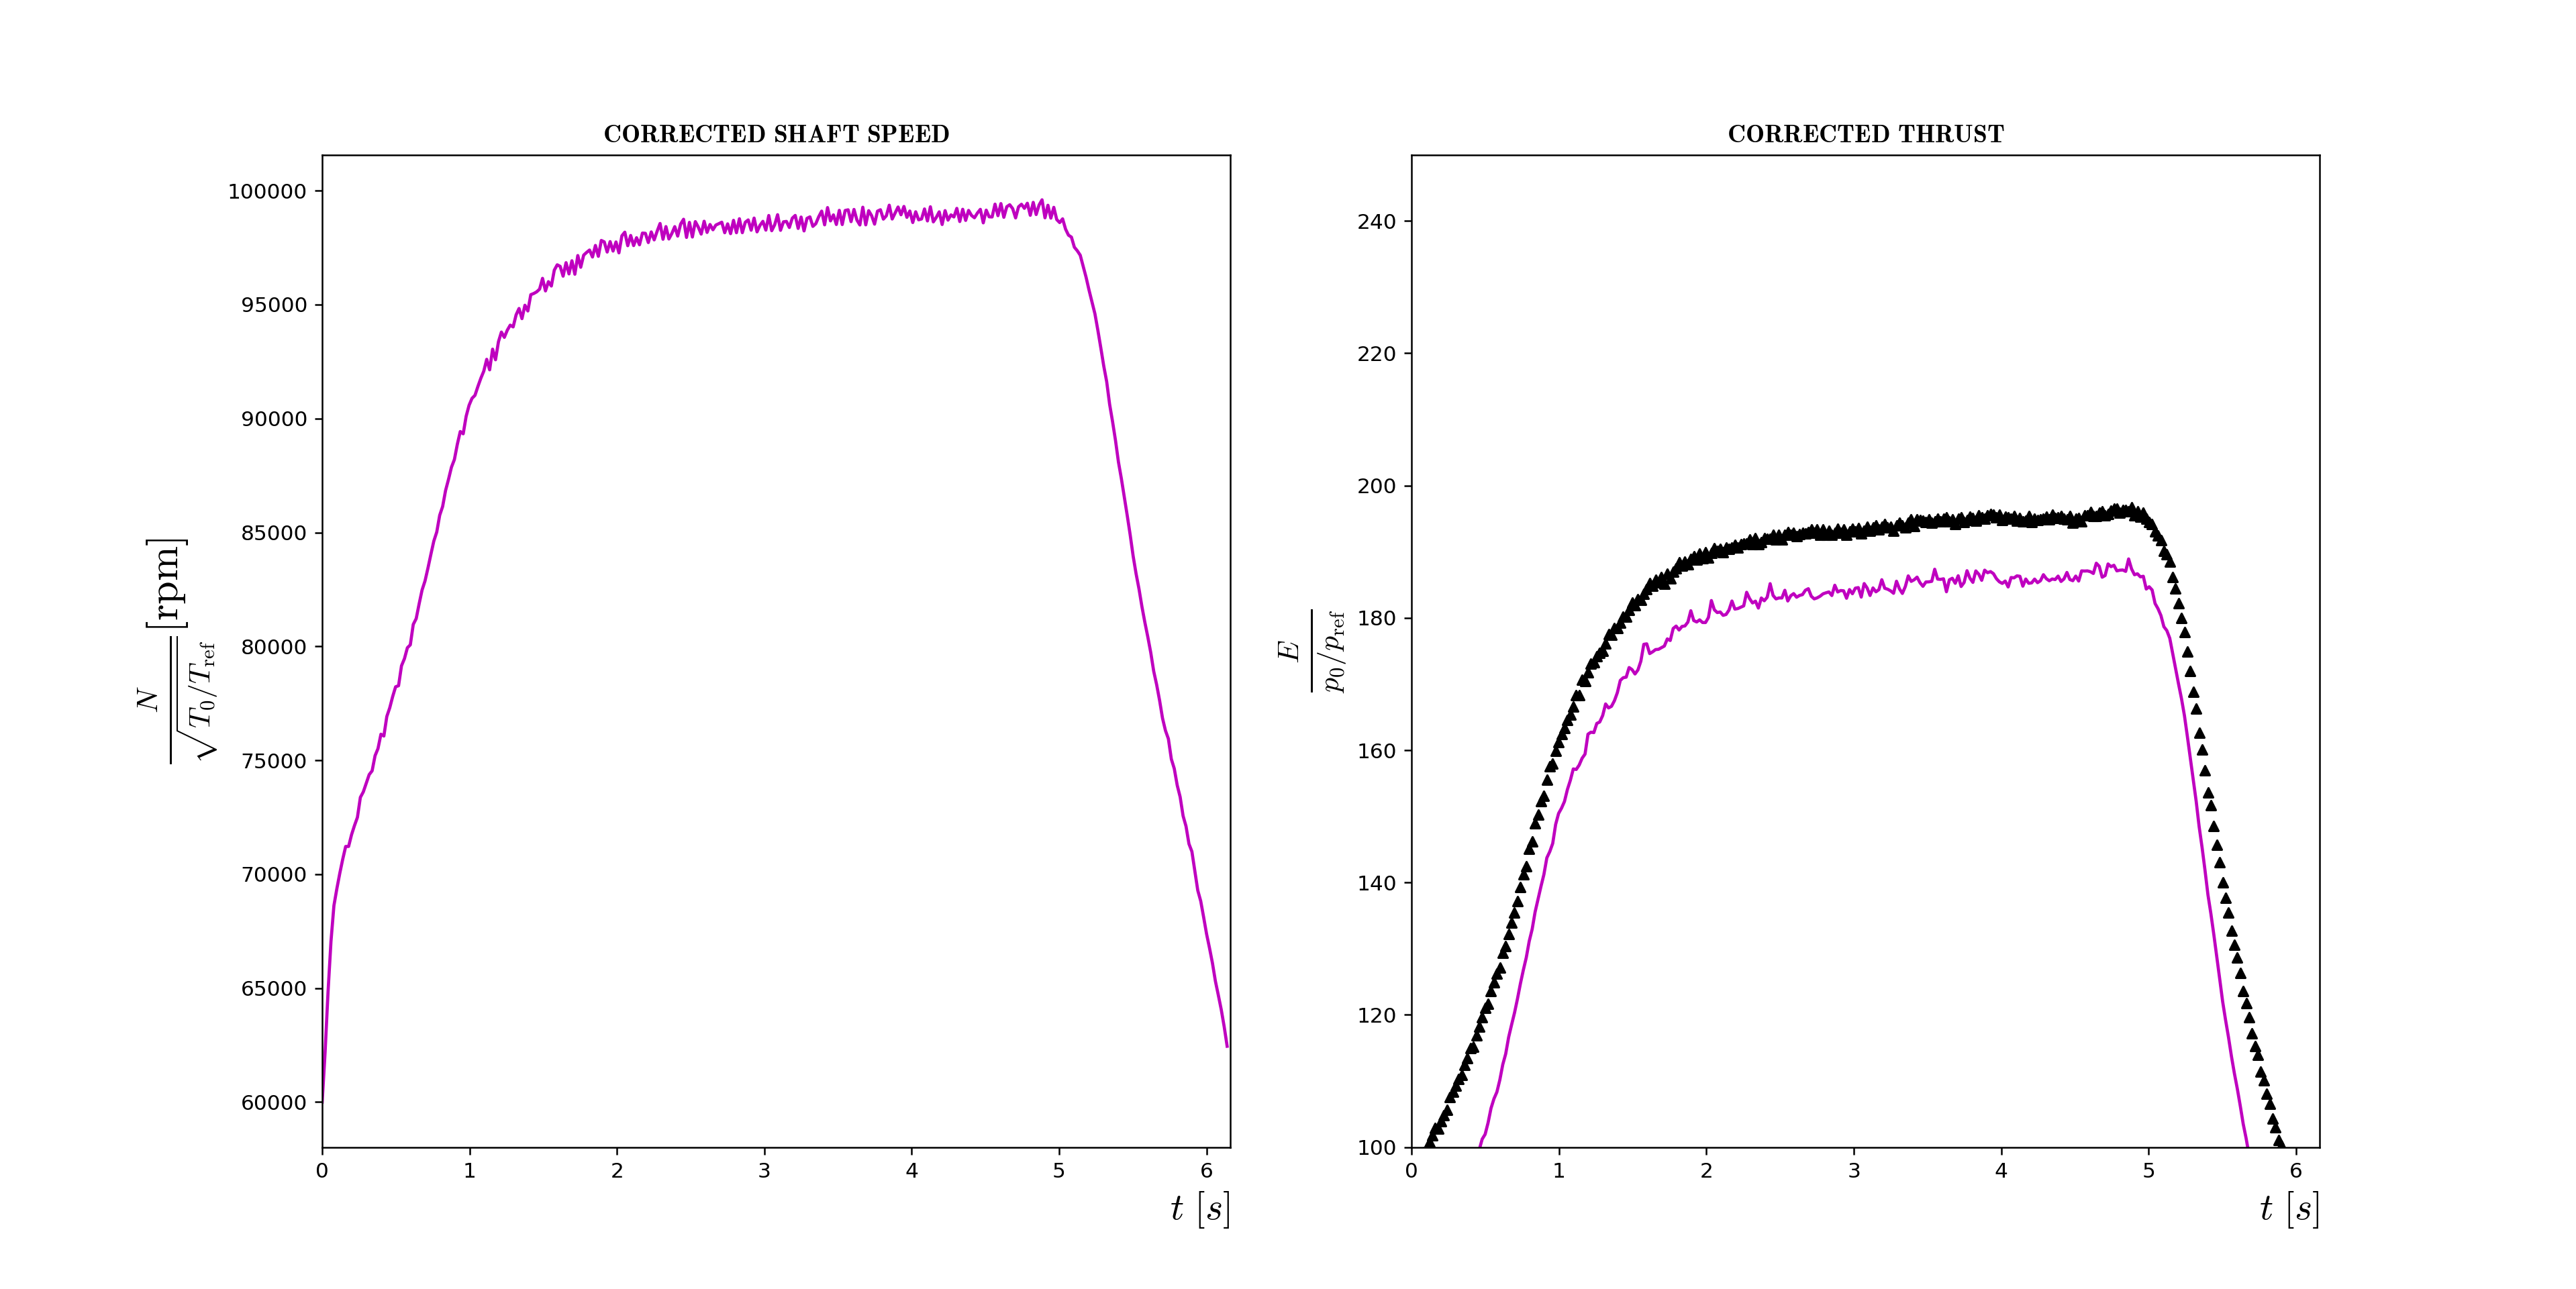 CORRECTED SHAFT SPEED
100000
95000
90000
85000
80000
75000
70000
65000
60000
N / √(T₀/T_ref) [rpm]
0 1 2 3 4 5 6
t [s]
CORRECTED THRUST
240
220
200
180
160
140
120
100
E / (p₀/p_ref)
0 1 2 3 4 5 6
t [s]